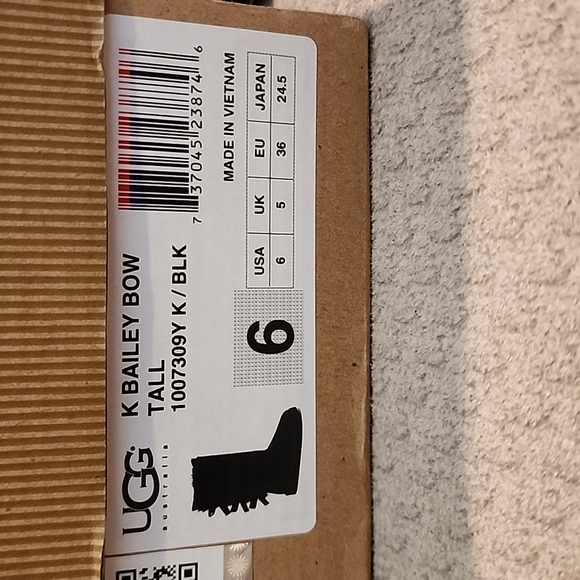 UGG
australia
K BAILEY BOW
TALL
1007309Y K / BLK
6
7 37045 23874 6
MADE IN VIETNAM
USA UK EU JAPAN
6 5 36 24.5